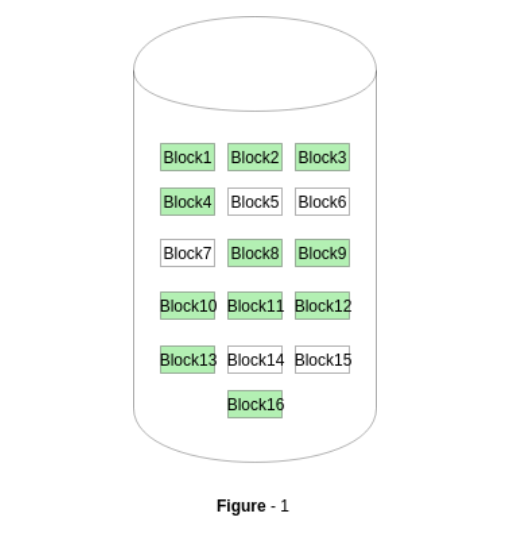 Block1 Block2 Block3
Block4 Block5 Block6
Block7 Block8 Block9
Block10 Block11 Block12
Block13 Block14 Block15
Block16
Figure - 1